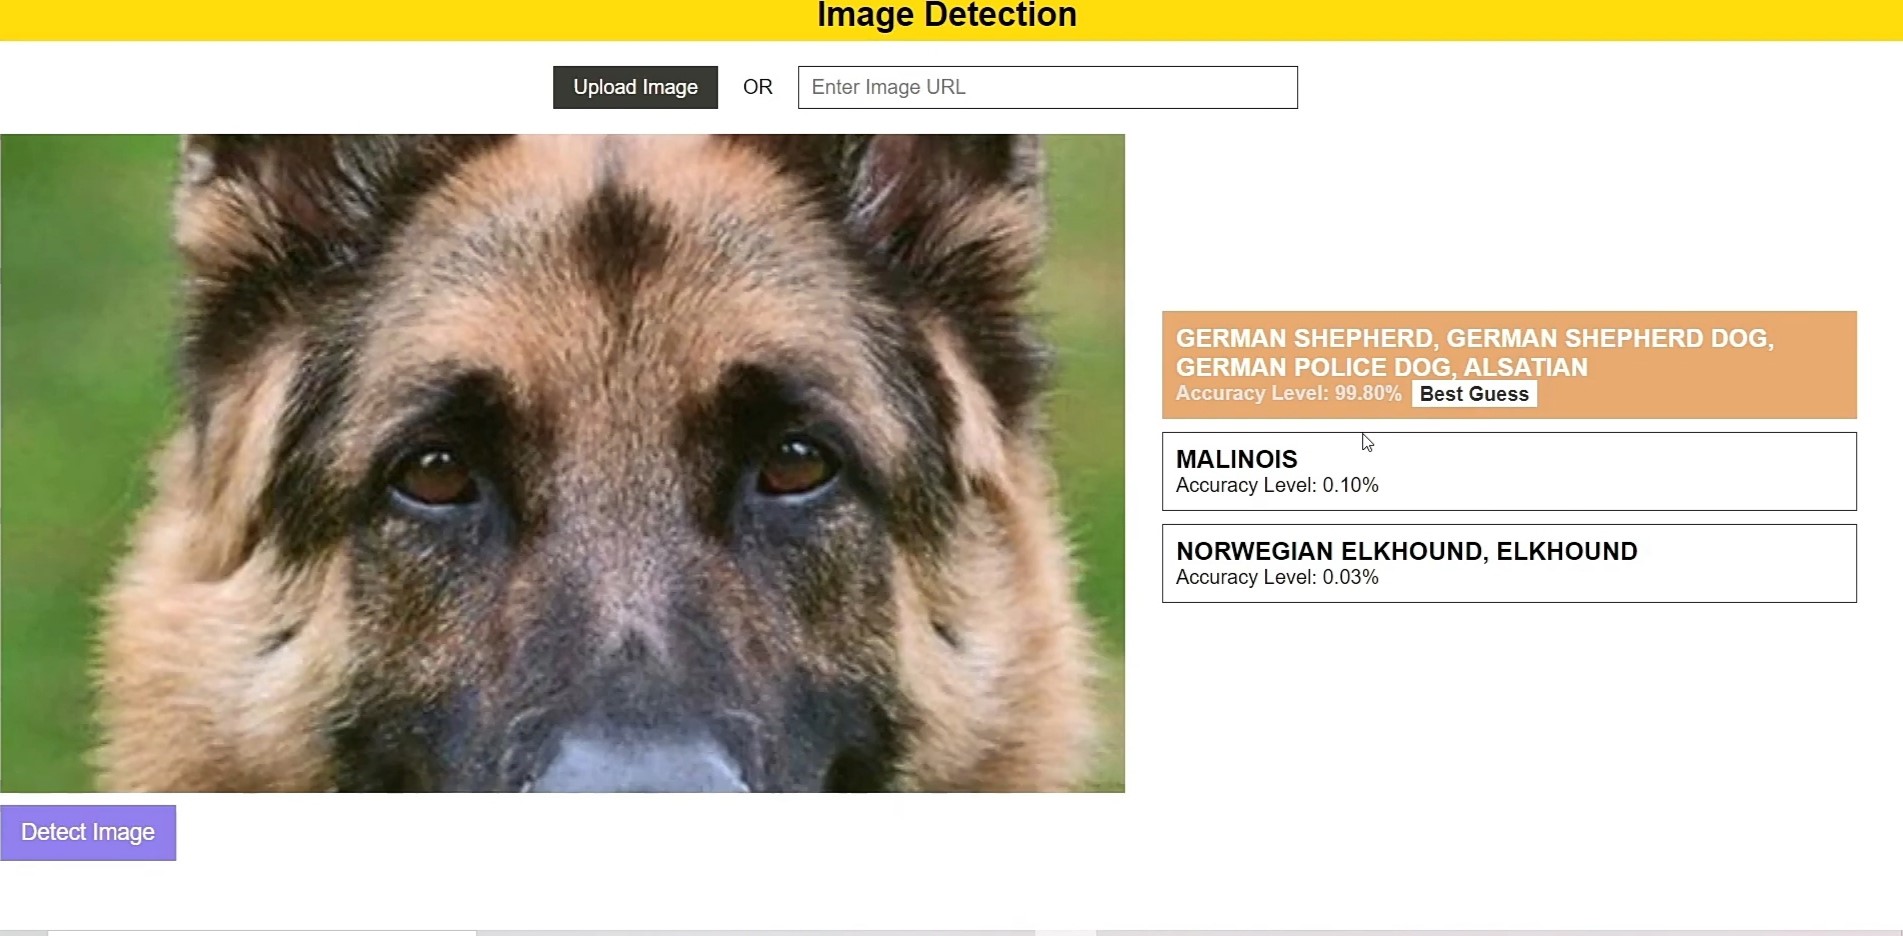 Image Detection
Upload Image OR Enter Image URL
GERMAN SHEPHERD, GERMAN SHEPHERD DOG,
GERMAN POLICE DOG, ALSATIAN
Accuracy Level: 99.80% Best Guess
MALINOIS
Accuracy Level: 0.10%
NORWEGIAN ELKHOUND, ELKHOUND
Accuracy Level: 0.03%
Detect Image